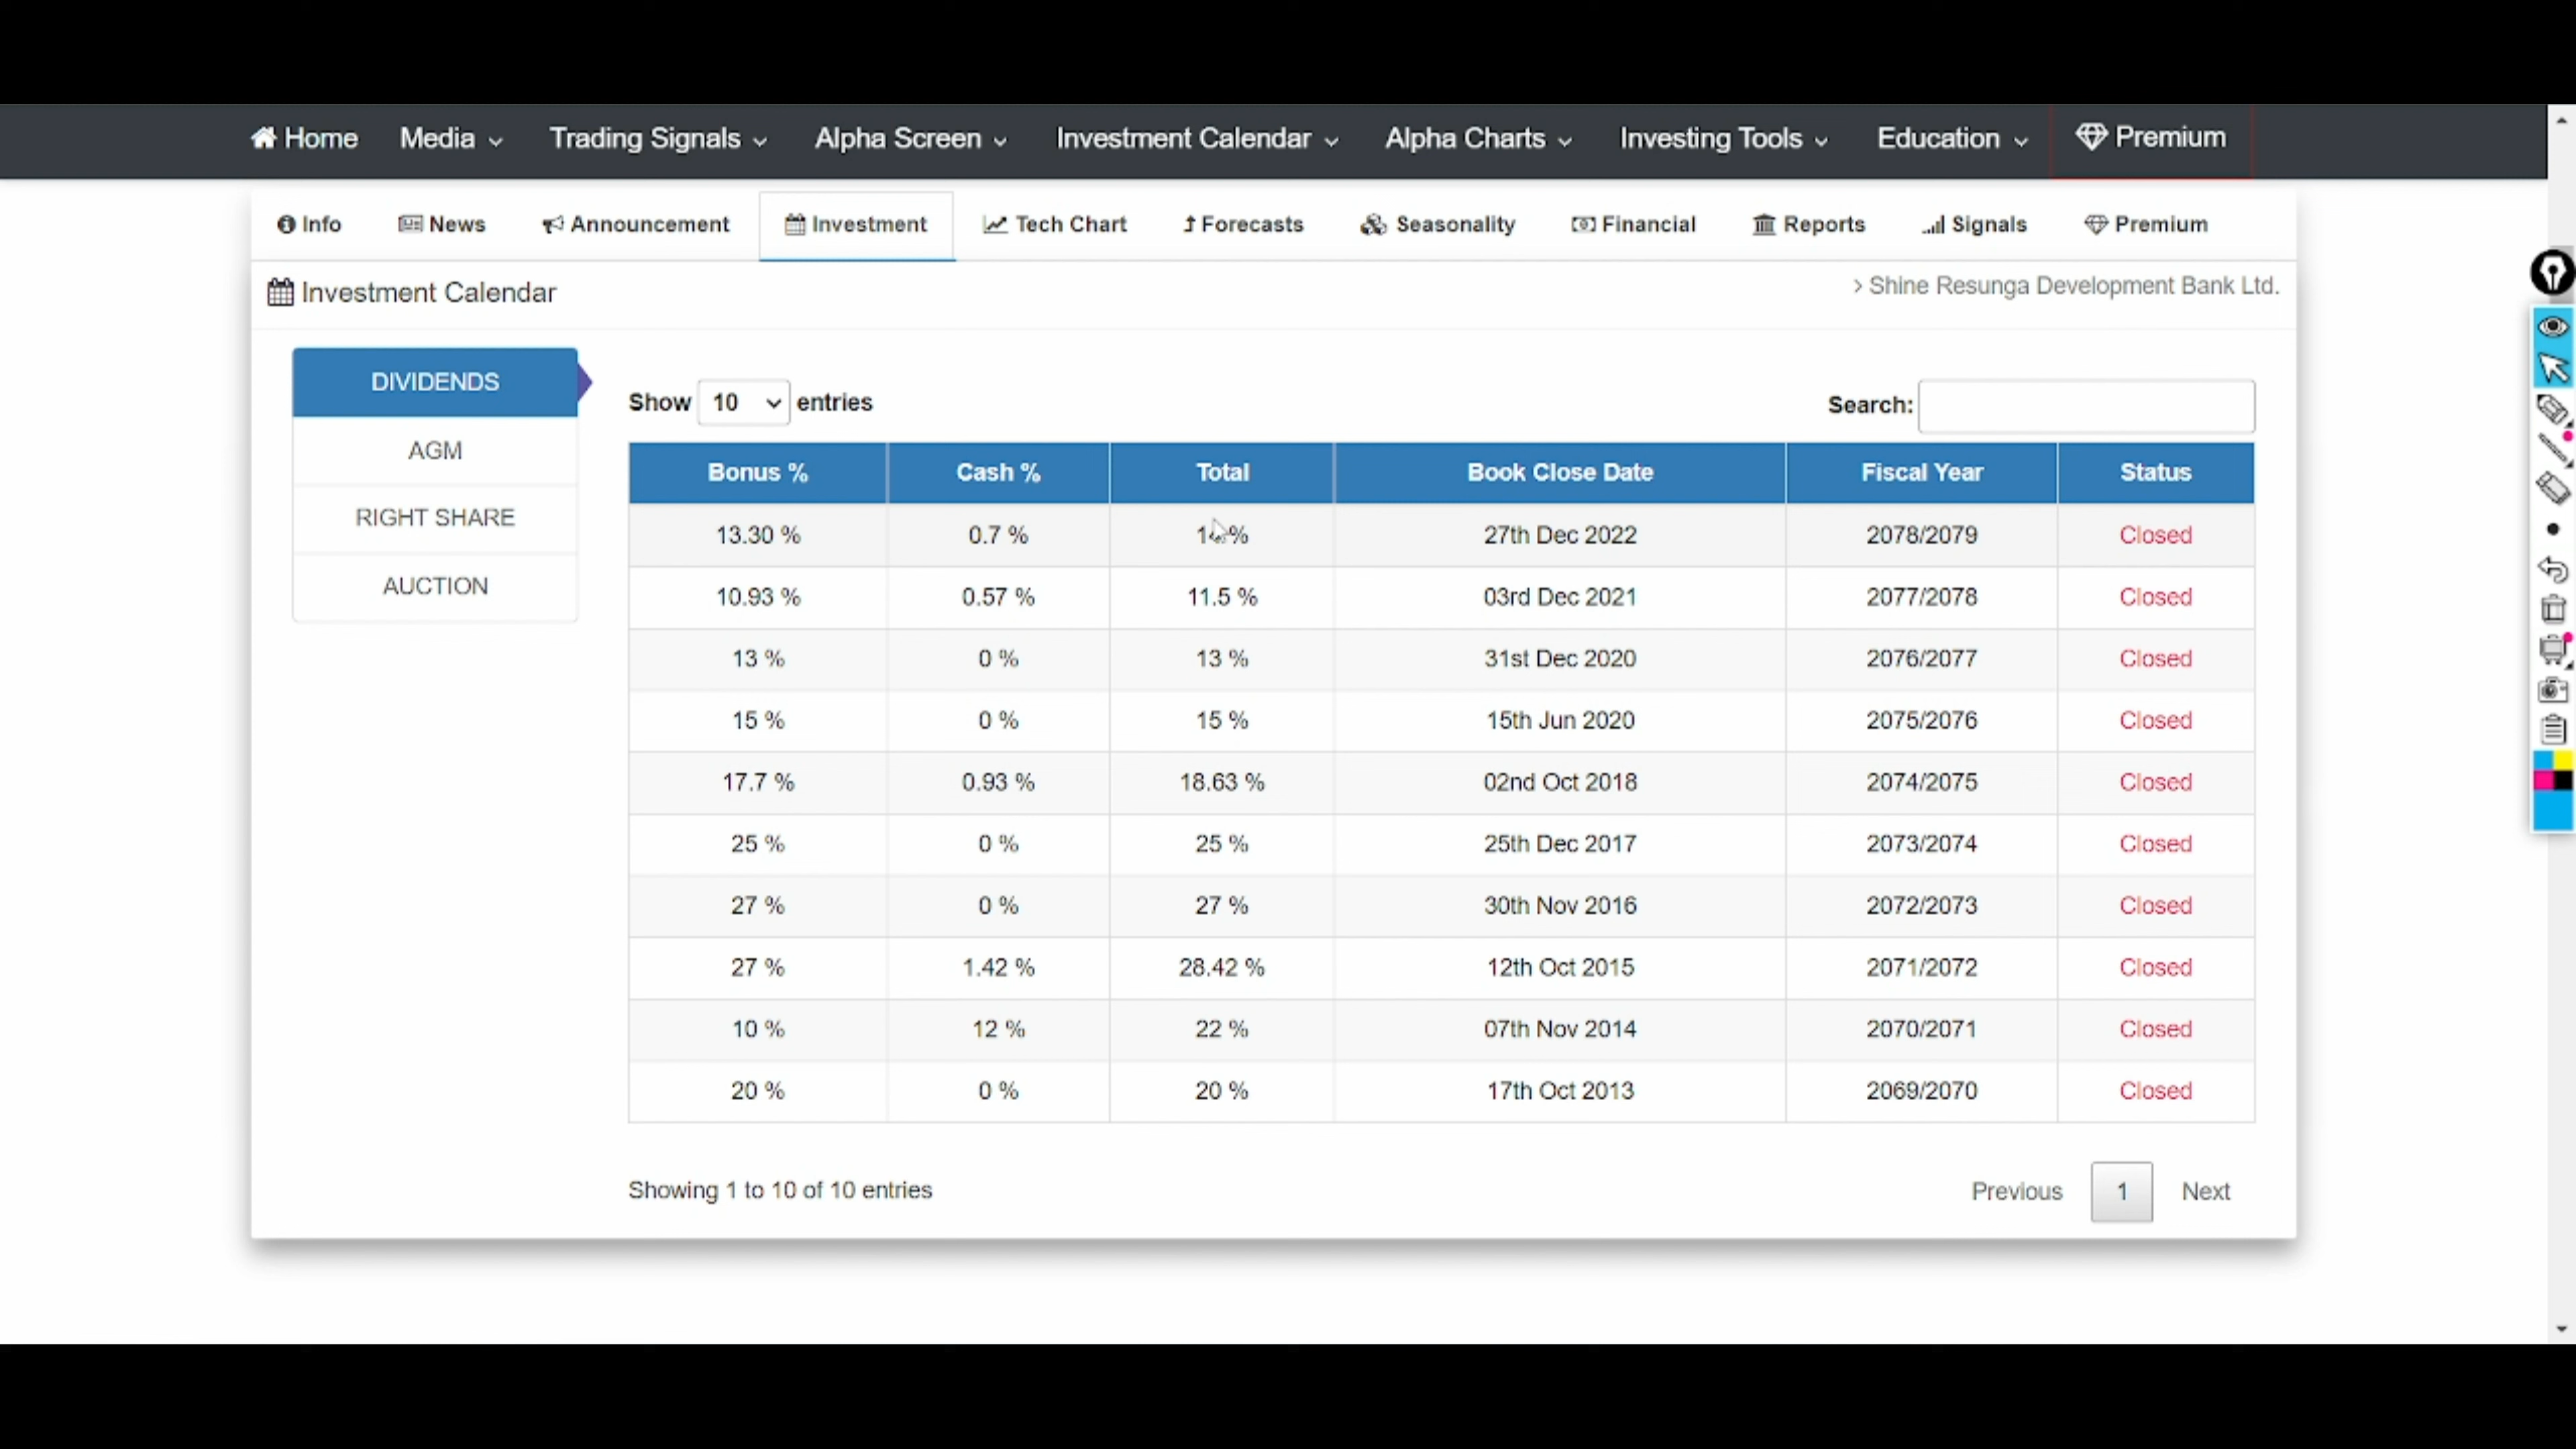 Home Media Trading Signals Alpha Screen Investment Calendar Alpha Charts Investing Tools Education Premium
Info News Announcement Investment Tech Chart Forecasts Seasonality Financial Reports Signals Premium
Investment Calendar > Shine Resunga Development Bank Ltd.
DIVIDENDS
AGM
RIGHT SHARE
AUCTION
Show 10 entries Search:
Bonus % Cash % Total Book Close Date Fiscal Year Status
13.30 % 0.7 % % 27th Dec 2022 2078/2079 Closed
10.93 % 0.57 % 11.5 % 03rd Dec 2021 2077/2078 Closed
13 % 0 % 13 % 31st Dec 2020 2076/2077 Closed
15 % 0 % 15 % 15th Jun 2020 2075/2076 Closed
17.7 % 0.93 % 18.63 % 02nd Oct 2018 2074/2075 Closed
25 % 0 % 25 % 25th Dec 2017 2073/2074 Closed
27 % 0 % 27 % 30th Nov 2016 2072/2073 Closed
27 % 1.42 % 28.42 % 12th Oct 2015 2071/2072 Closed
10 % 12 % 22 % 07th Nov 2014 2070/2071 Closed
20 % 0 % 20 % 17th Oct 2013 2069/2070 Closed
Showing 1 to 10 of 10 entries Previous 1 Next